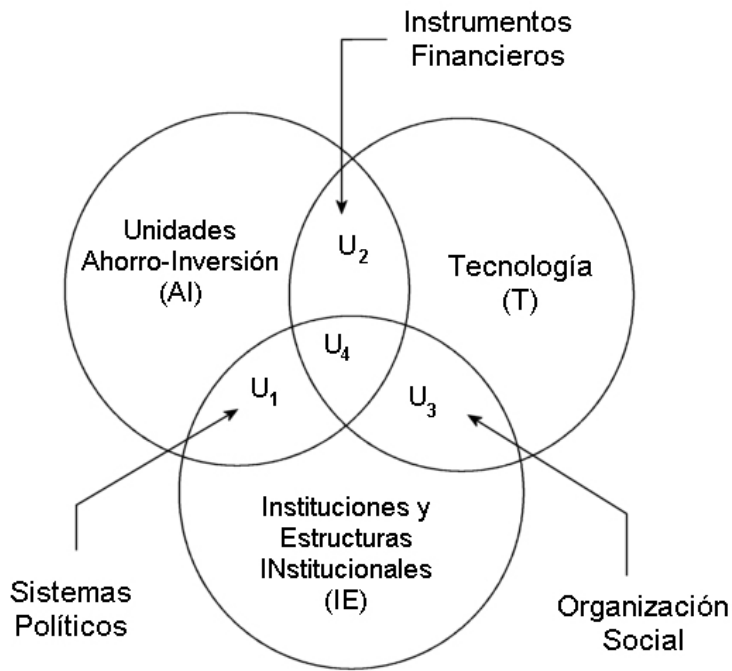 Instrumentos
Financieros
Unidades
Ahorro-Inversión
(AI)
U2
Tecnología
(T)
U4
U1
U3
Instituciones y
Estructuras
INstitucionales
(IE)
Sistemas
Políticos
Organización
Social